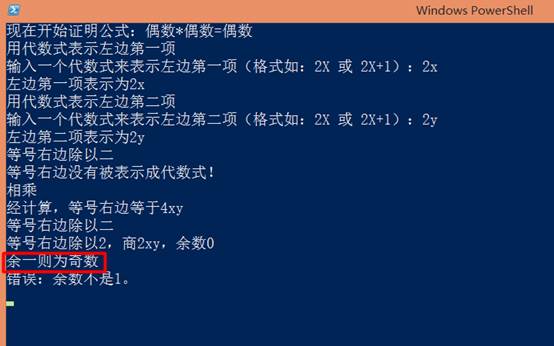 Windows PowerShell
现在开始证明公式：偶数*偶数=偶数
用代数式表示左边第一项
输入一个代数式来表示左边第一项（格式如：2X 或 2X+1）：2x
左边第一项表示为2x
用代数式表示左边第二项
输入一个代数式来表示左边第二项（格式如：2X 或 2X+1）：2y
左边第二项表示为2y
等号右边除以二
等号右边没有被表示成代数式！
相乘
经计算，等号右边等于4xy
等号右边除以二
等号右边除以2，商2xy，余数0
余一则为奇数
错误：余数不是1。